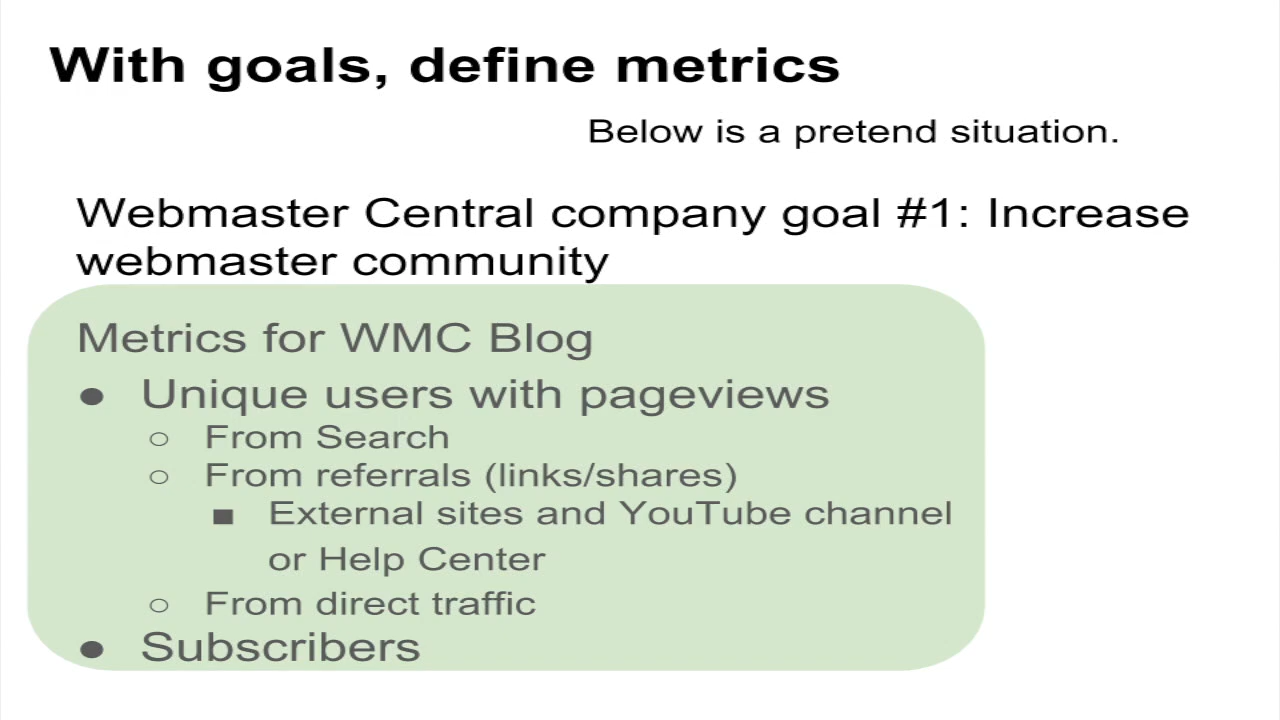 With goals, define metrics
Below is a pretend situation.
Webmaster Central company goal #1: Increase
webmaster community
Metrics for WMC Blog
● Unique users with pageviews
○ From Search
○ From referrals (links/shares)
■ External sites and YouTube channel
or Help Center
○ From direct traffic
● Subscribers